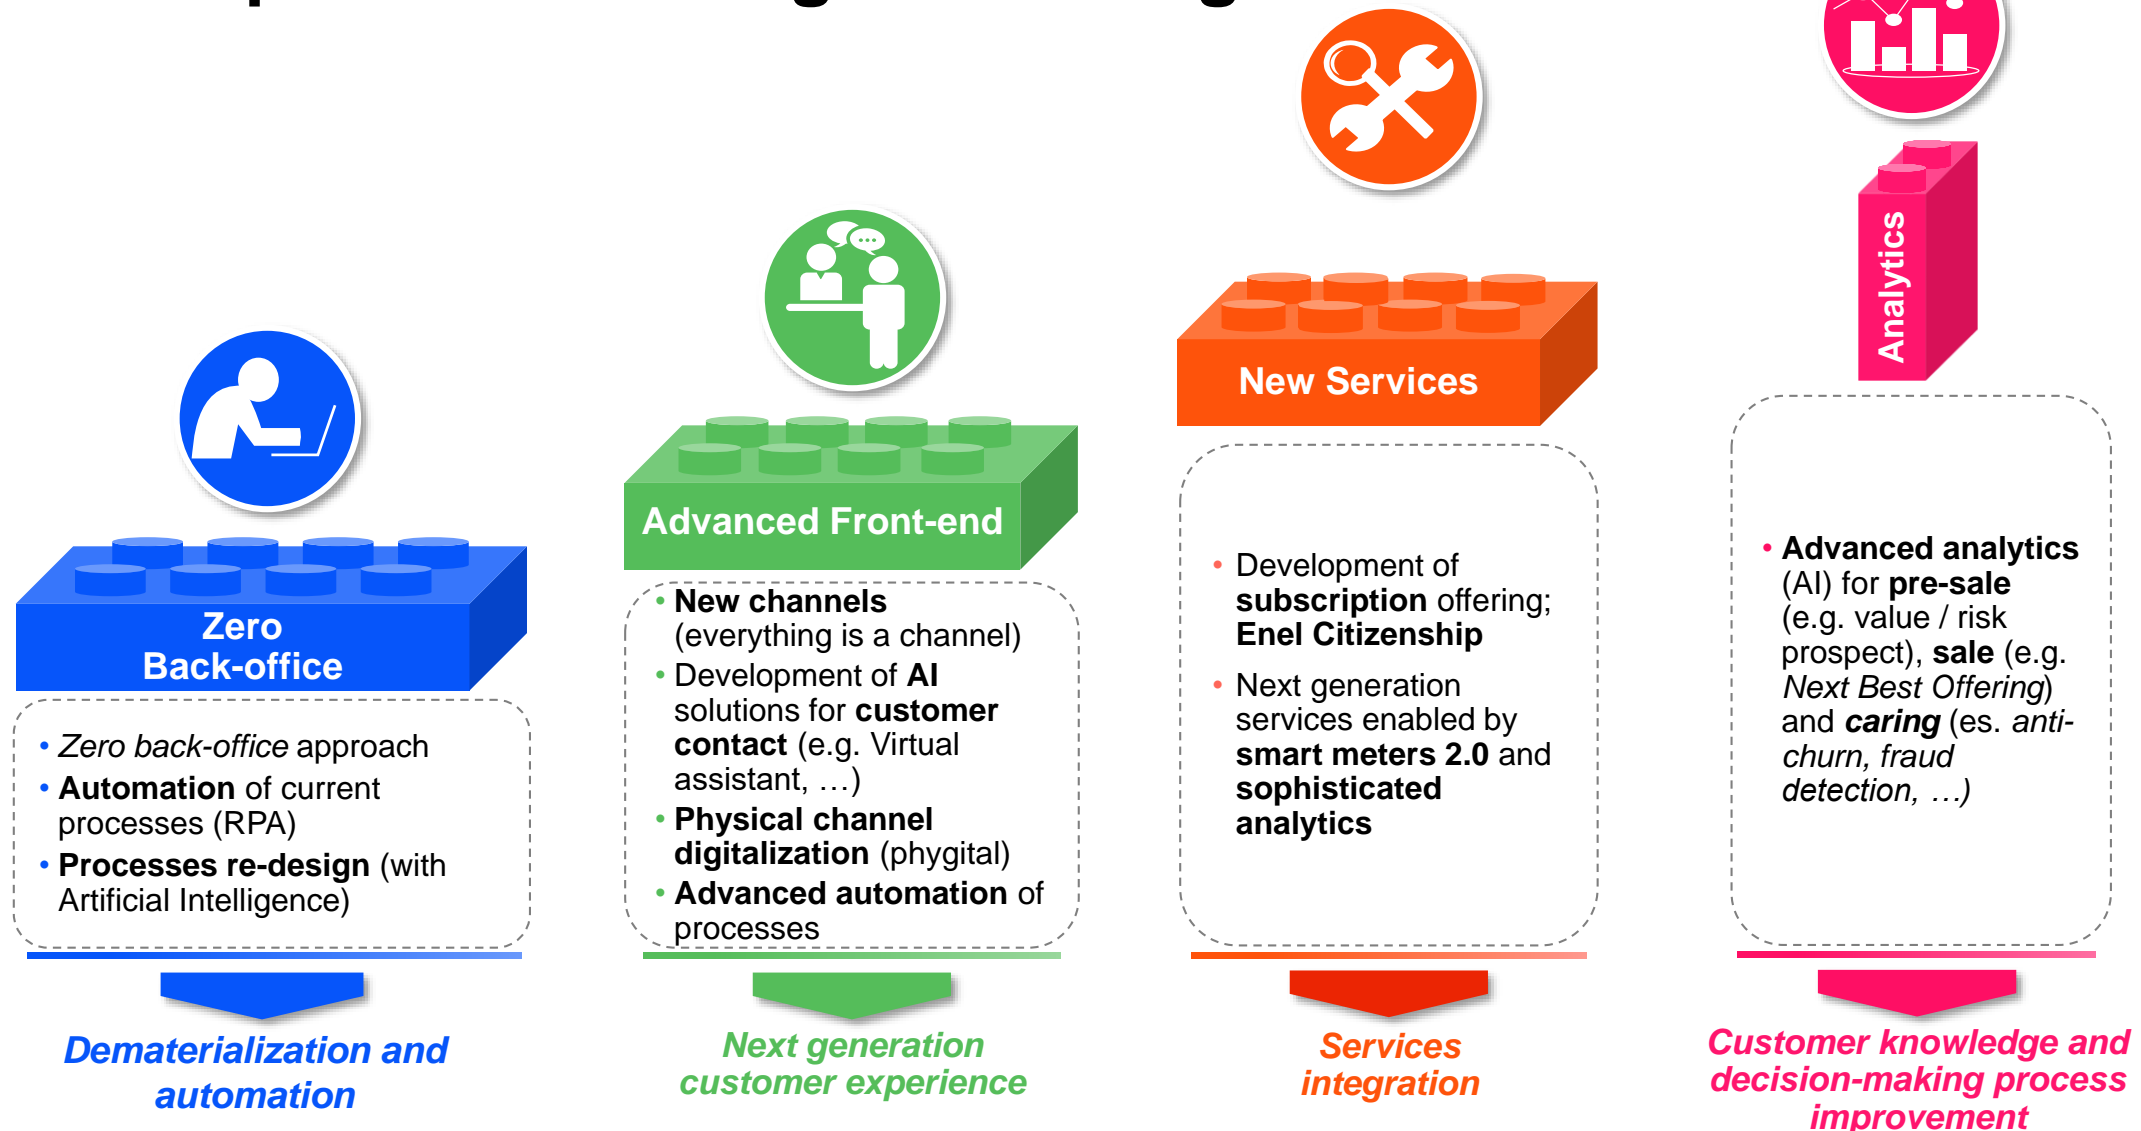 Zero
Back-office
• Zero back-office approach
• Automation of current
processes (RPA)
• Processes re-design (with
Artificial Intelligence)
Dematerialization and
automation
Advanced Front-end
• New channels
(everything is a channel)
• Development of AI
solutions for customer
contact (e.g. Virtual
assistant, …)
• Physical channel
digitalization (phygital)
• Advanced automation of
processes
Next generation
customer experience
New Services
• Development of
subscription offering;
Enel Citizenship
• Next generation
services enabled by
smart meters 2.0 and
sophisticated
analytics
Services
integration
Analytics
• Advanced analytics
(AI) for pre-sale
(e.g. value / risk
prospect), sale (e.g.
Next Best Offering)
and caring (es. anti-
churn, fraud
detection, …)
Customer knowledge and
decision-making process
improvement